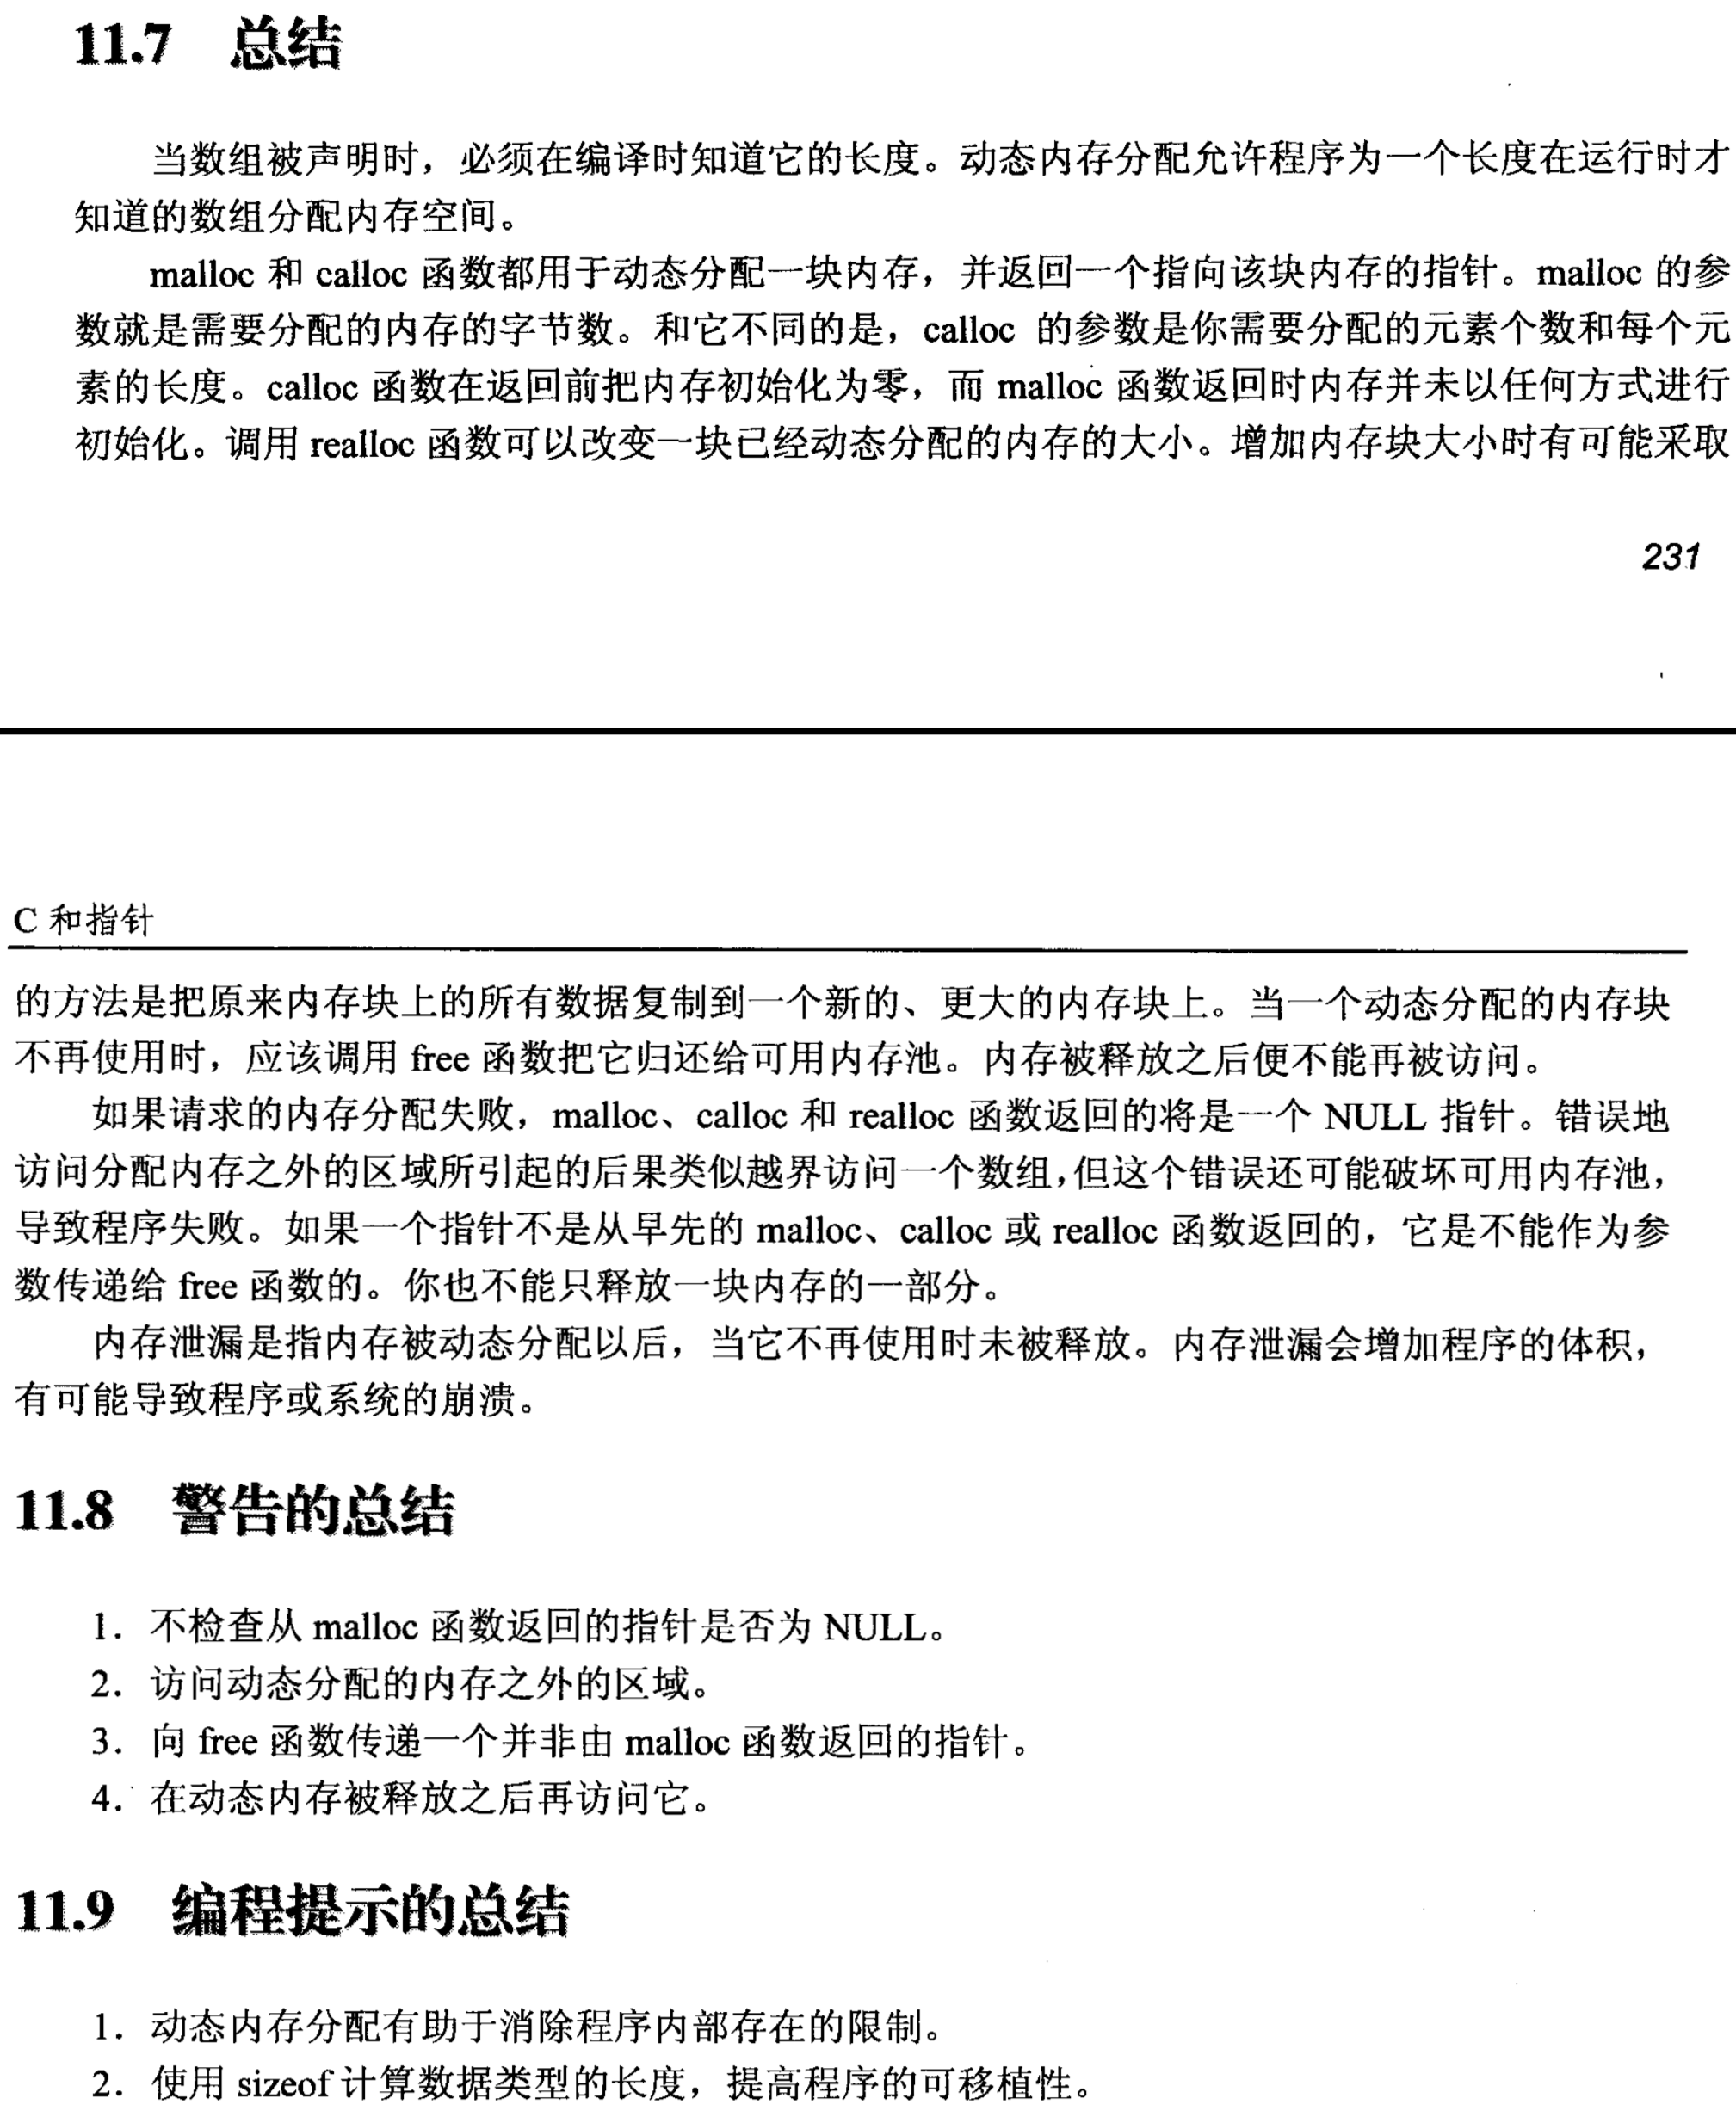 11.7 总结
当数组被声明时，必须在编译时知道它的长度。动态内存分配允许程序为一个长度在运行时才
知道的数组分配内存空间。
malloc 和 calloc 函数都用于动态分配一块内存，并返回一个指向该块内存的指针。malloc 的参
数就是需要分配的内存的字节数。和它不同的是，calloc 的参数是你需要分配的元素个数和每个元
素的长度。calloc 函数在返回前把内存初始化为零，而 malloc 函数返回时内存并未以任何方式进行
初始化。调用 realloc 函数可以改变一块已经动态分配的内存的大小。增加内存块大小时有可能采取
231
C 和指针
的方法是把原来内存块上的所有数据复制到一个新的、更大的内存块上。当一个动态分配的内存块
不再使用时，应该调用 free 函数把它归还给可用内存池。内存被释放之后便不能再被访问。
如果请求的内存分配失败，malloc、calloc 和 realloc 函数返回的将是一个 NULL 指针。错误地
访问分配内存之外的区域所引起的后果类似越界访问一个数组，但这个错误还可能破坏可用内存池，
导致程序失败。如果一个指针不是从早先的 malloc、calloc 或 realloc 函数返回的，它是不能作为参
数传递给 free 函数的。你也不能只释放一块内存的一部分。
内存泄漏是指内存被动态分配以后，当它不再使用时未被释放。内存泄漏会增加程序的体积，
有可能导致程序或系统的崩溃。
11.8 警告的总结
1. 不检查从 malloc 函数返回的指针是否为 NULL。
2. 访问动态分配的内存之外的区域。
3. 向 free 函数传递一个并非由 malloc 函数返回的指针。
4. 在动态内存被释放之后再访问它。
11.9 编程提示的总结
1. 动态内存分配有助于消除程序内部存在的限制。
2. 使用 sizeof 计算数据类型的长度，提高程序的可移植性。